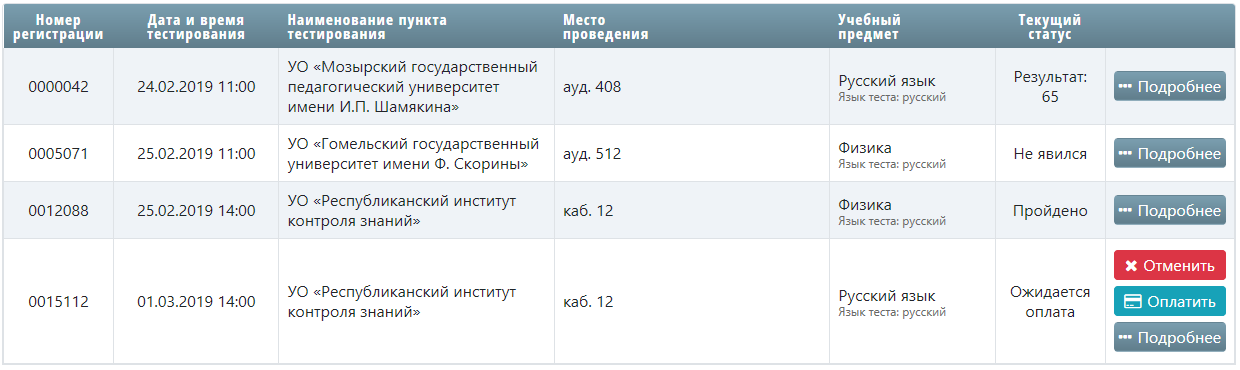 Номер регистрации
Дата и время тестирования
Наименование пункта тестирования
Место проведения
Учебный предмет
Текущий статус
0000042
24.02.2019 11:00
УО «Мозырский государственный
педагогический университет
имени И.П. Шамякина»
ауд. 408
Русский язык
Язык теста: русский
Результат:
65
Подробнее
0005071
25.02.2019 11:00
УО «Гомельский государственный
университет имени Ф. Скорины»
ауд. 512
Физика
Язык теста: русский
Не явился
Подробнее
0012088
25.02.2019 14:00
УО «Республиканский институт
контроля знаний»
каб. 12
Физика
Язык теста: русский
Пройдено
Подробнее
0015112
01.03.2019 14:00
УО «Республиканский институт
контроля знаний»
каб. 12
Русский язык
Язык теста: русский
Ожидается
оплата
Отменить
Оплатить
Подробнее